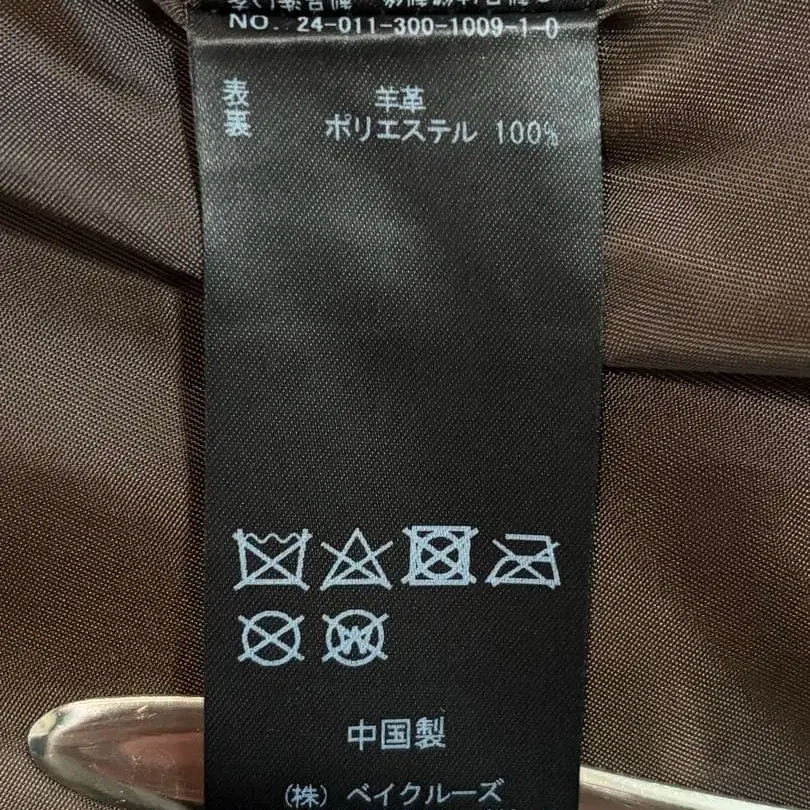 NO. 24-011-300-1009-1-0
表 羊革
裏 ポリエステル 100%
中国製
(株) ベイクルーズ